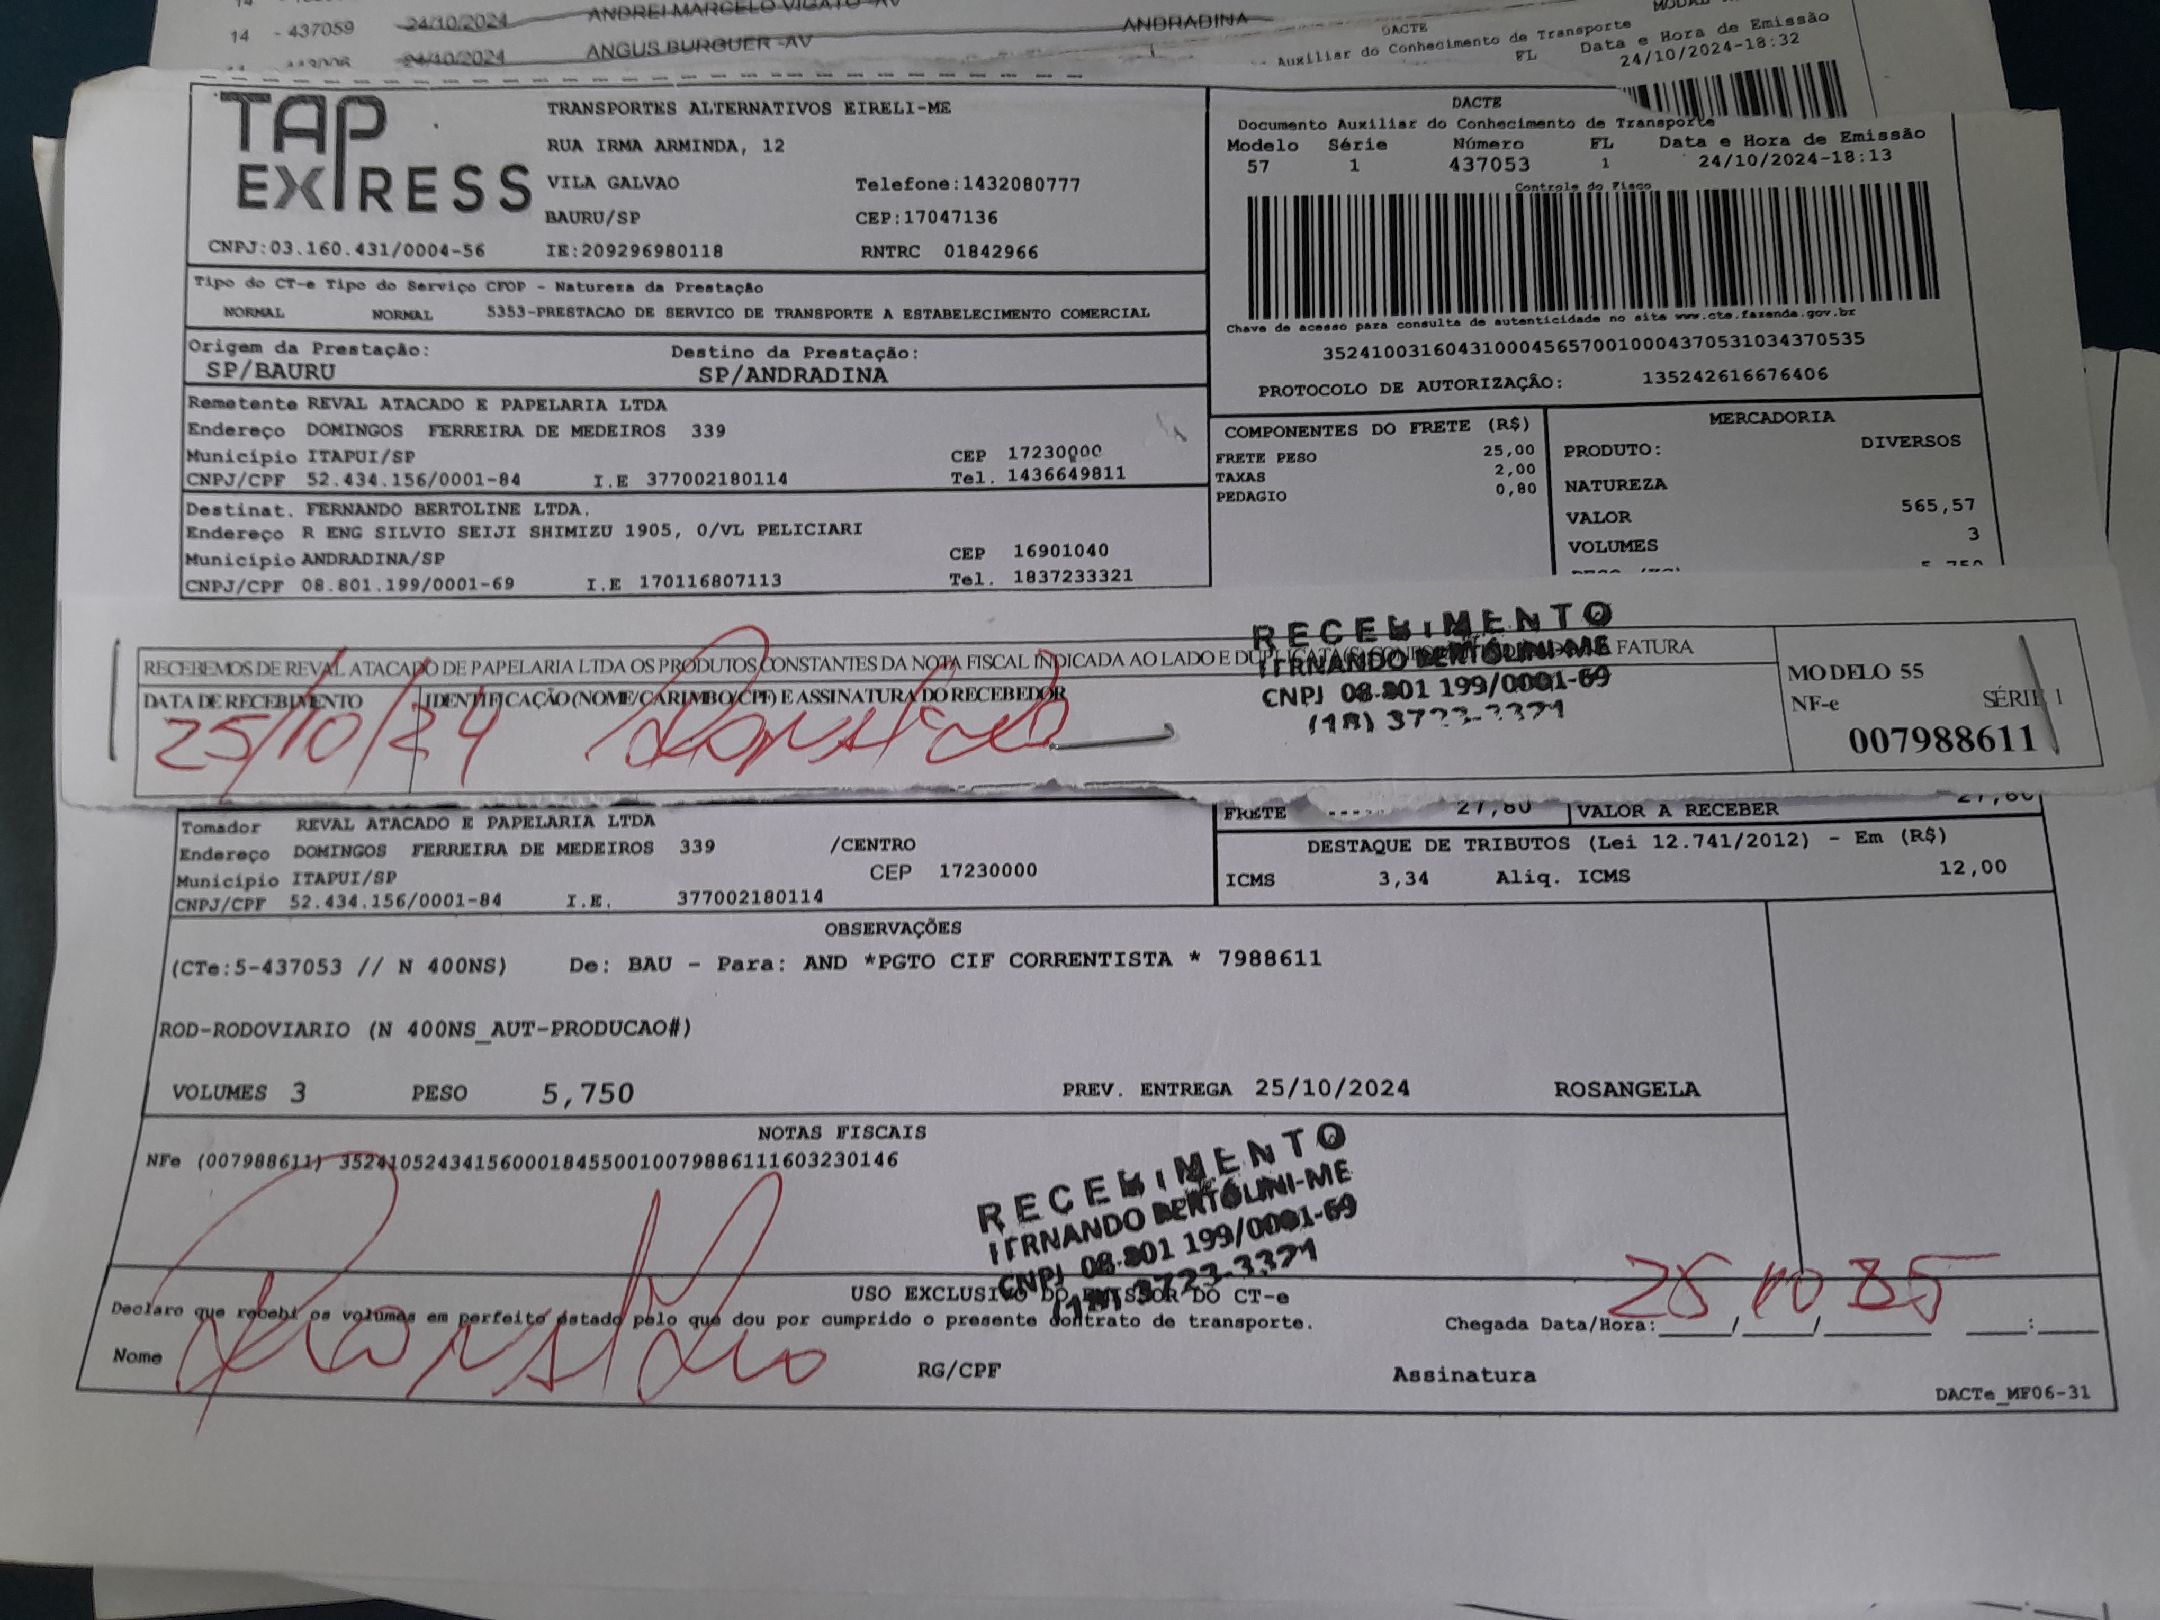 14 - 437059 24/10/2024 ANDREI MARCELO VIGATO -AV ANDRADINA
ANGUS BURGUER -AV
24/10/2024
DACTE
Auxiliar do Conhecimento de Transporte
FL Data e Hora de Emissão
24/10/2024-18:32
TAP EXPRESS
TRANSPORTES ALTERNATIVOS EIRELI-ME
RUA IRMA ARMINDA, 12
VILA GALVAO Telefone:1432080777
BAURU/SP CEP:17047136
CNPJ:03.160.431/0004-56 IE:209296980118 RNTRC 01842966
DACTE
Documento Auxiliar do Conhecimento de Transporte
Modelo Série Número FL Data e Hora de Emissão
57 1 437053 1 24/10/2024-18:13
Controle do Fisco
Chave de acesso para consulta de autenticidade no site www.cte.fazenda.gov.br
35241003160431000456570010004370531034370535
PROTOCOLO DE AUTORIZAÇÃO: 135242616676406
Tipo do CT-e Tipo do Serviço CFOP - Natureza da Prestação
NORMAL NORMAL 5353-PRESTACAO DE SERVICO DE TRANSPORTE A ESTABELECIMENTO COMERCIAL
Origem da Prestação: Destino da Prestação:
SP/BAURU SP/ANDRADINA
Remetente REVAL ATACADO E PAPELARIA LTDA
Endereço DOMINGOS FERREIRA DE MEDEIROS 339
Município ITAPUI/SP CEP 17230000
CNPJ/CPF 52.434.156/0001-84 I.E 377002180114 Tel. 1436649811
Destinat. FERNANDO BERTOLINE LTDA.
Endereço R ENG SILVIO SEIJI SHIMIZU 1905, 0/VL PELICIARI
Município ANDRADINA/SP CEP 16901040
CNPJ/CPF 08.801.199/0001-69 I.E 170116807113 Tel. 1837233321
COMPONENTES DO FRETE (R$)
FRETE PESO 25,00
TAXAS 2,00
PEDAGIO 0,80
MERCADORIA
PRODUTO: DIVERSOS
NATUREZA
VALOR 565,57
VOLUMES 3
RECEBIMENTO
BERTOLINI-ME
CNPJ 08.801 199/0001-69
(18) 3723-3321
RECEBEMOS DE REVAL ATACADO DE PAPELARIA LTDA OS PRODUTOS CONSTANTES DA NOTA FISCAL INDICADA AO LADO E FATURA
DATA DE RECEBIMENTO IDENTIFICAÇÃO (NOME/CARIMBO/CPF) E ASSINATURA DO RECEBEDOR
25/10/24
MODELO 55
NF-e SÉRIE 1
007988611
FRETE 27,80 VALOR A RECEBER 27,80
Tomador REVAL ATACADO E PAPELARIA LTDA
Endereço DOMINGOS FERREIRA DE MEDEIROS 339 /CENTRO
Município ITAPUI/SP CEP 17230000
CNPJ/CPF 52.434.156/0001-84 I.E. 377002180114
DESTAQUE DE TRIBUTOS (Lei 12.741/2012) - Em (R$)
ICMS 3,34 Aliq. ICMS 12,00
OBSERVAÇÕES
(CTe:5-437053 // N 400NS) De: BAU - Para: AND *PGTO CIF CORRENTISTA * 7988611
ROD-RODOVIARIO (N 400NS_AUT-PRODUCAO#)
VOLUMES 3 PESO 5,750 PREV. ENTREGA 25/10/2024 ROSANGELA
NOTAS FISCAIS
NFe (007988611) 35241052434156000184550010079886111603230146
RECEBIMENTO
BERTOLINI-ME
CNPJ 08.801 199/0001-69
(18) 3723-3321
USO EXCLUSIVO DO EMISSOR DO CT-e
Declaro que recebi os volumes em perfeito estado pelo que dou por cumprido o presente contrato de transporte.
Chegada Data/Hora: / / :
Nome RG/CPF Assinatura
DACTe_MF06-31